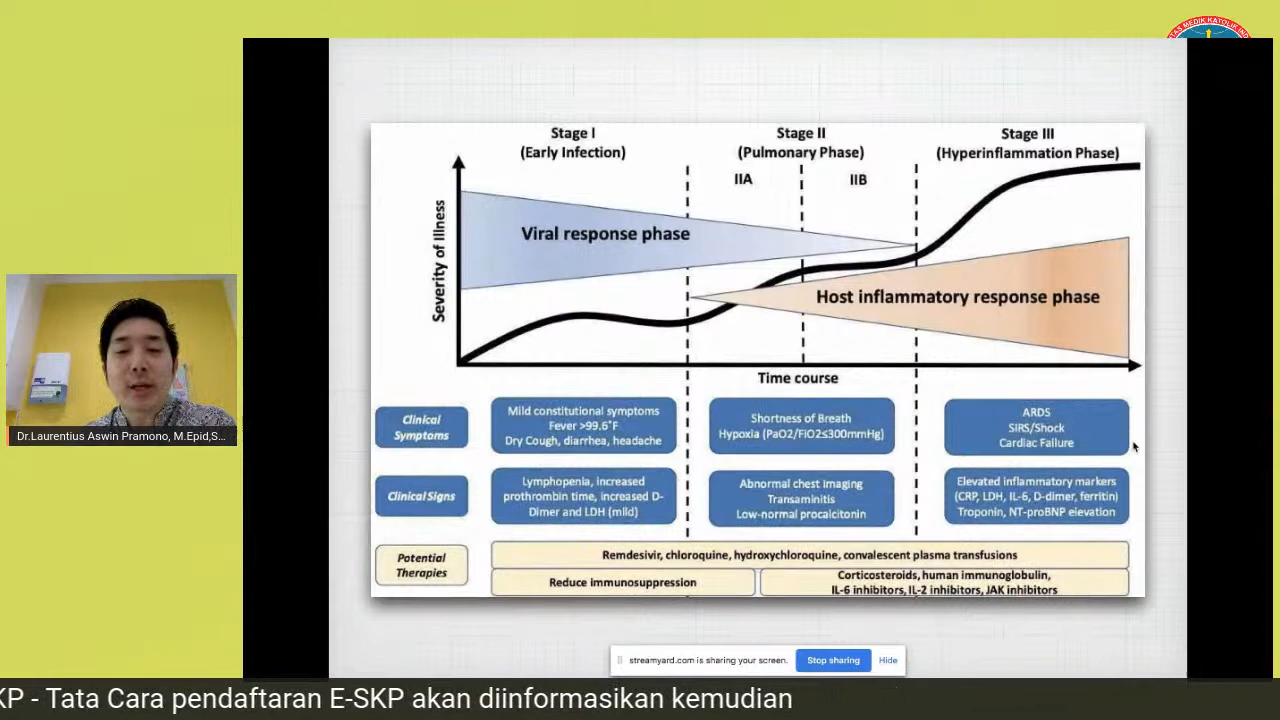 TAS MEDIK KATOLIK IND
Stage I
(Early Infection)
Stage II
(Pulmonary Phase)
Stage III
(Hyperinflammation Phase)
IIA
IIB
Severity of Illness
Viral response phase
Host inflammatory response phase
Time course
Clinical
Symptoms
Mild constitutional symptoms
Fever >99.6°F
Dry Cough, diarrhea, headache
Shortness of Breath
Hypoxia (PaO2/FiO2≤300mmHg)
ARDS
SIRS/Shock
Cardiac Failure
Clinical Signs
Lymphopenia, increased
prothrombin time, increased D-
Dimer and LDH (mild)
Abnormal chest imaging
Transaminitis
Low-normal procalcitonin
Elevated inflammatory markers
(CRP, LDH, IL-6, D-dimer, ferritin)
Troponin, NT-proBNP elevation
Potential
Therapies
Remdesivir, chloroquine, hydroxychloroquine, convalescent plasma transfusions
Reduce immunosuppression
Corticosteroids, human immunoglobulin,
IL-6 inhibitors, IL-2 inhibitors, JAK inhibitors
Dr.Laurentius Aswin Pramono, M.Epid,S...
streamyard.com is sharing your screen.
Stop sharing
Hide
KP - Tata Cara pendaftaran E-SKP akan diinformasikan kemudian